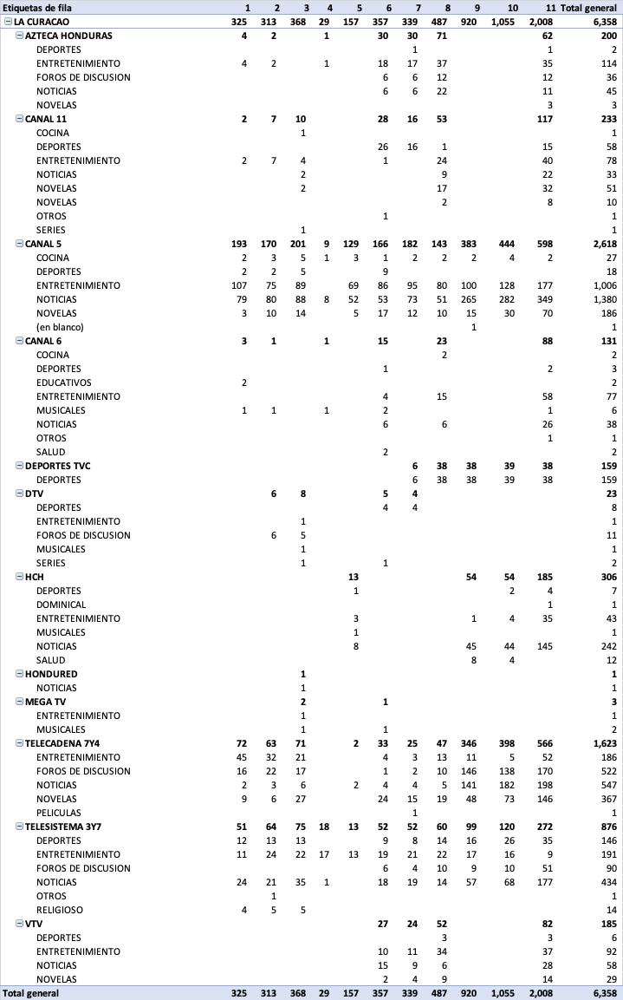 Etiquetas de fila 1 2 3 4 5 6 7 8 9 10 11 Total general
LA CURACAO 325 313 368 29 157 357 339 487 920 1,055 2,008 6,358
AZTECA HONDURAS 4 2 1 30 30 71 62 200
DEPORTES 1 1 2
ENTRETENIMIENTO 4 2 1 18 17 37 35 114
FOROS DE DISCUSION 6 6 12 12 36
NOTICIAS 6 6 22 11 45
NOVELAS 3 3
CANAL 11 2 7 10 28 16 53 117 233
COCINA 1 1
DEPORTES 26 16 1 15 58
ENTRETENIMIENTO 2 7 4 1 24 40 78
NOTICIAS 2 9 22 33
NOVELAS 2 17 32 51
NOVELAS 2 8 10
OTROS 1 1
SERIES 1 1
CANAL 5 193 170 201 9 129 166 182 143 383 444 598 2,618
COCINA 2 3 5 1 3 1 2 2 2 4 2 27
DEPORTES 2 2 5 9 18
ENTRETENIMIENTO 107 75 89 69 86 95 80 100 128 177 1,006
NOTICIAS 79 80 88 8 52 53 73 51 265 282 349 1,380
NOVELAS 3 10 14 5 17 12 10 15 30 70 186
(en blanco) 1 1
CANAL 6 3 1 1 15 23 88 131
COCINA 2 2
DEPORTES 1 2 3
EDUCATIVOS 2 2
ENTRETENIMIENTO 4 15 58 77
MUSICALES 1 1 1 2 1 6
NOTICIAS 6 6 26 38
OTROS 1 1
SALUD 2 2
DEPORTES TVC 6 38 38 39 38 159
DEPORTES 6 38 38 39 38 159
DTV 6 8 5 4 23
DEPORTES 4 4 8
ENTRETENIMIENTO 1 1
FOROS DE DISCUSION 6 5 11
MUSICALES 1 1
SERIES 1 1 2
HCH 13 54 54 185 306
DEPORTES 1 2 4 7
DOMINICAL 1 1
ENTRETENIMIENTO 3 1 4 35 43
MUSICALES 1 1
NOTICIAS 8 45 44 145 242
SALUD 8 4 12
HONDURED 1 1
NOTICIAS 1 1
MEGA TV 2 1 3
ENTRETENIMIENTO 1 1
MUSICALES 1 1 2
TELECADENA 7Y4 72 63 71 2 33 25 47 346 398 566 1,623
ENTRETENIMIENTO 45 32 21 4 3 13 11 5 52 186
FOROS DE DISCUSION 16 22 17 1 2 10 146 138 170 522
NOTICIAS 2 3 6 2 4 4 5 141 182 198 547
NOVELAS 9 6 27 24 15 19 48 73 146 367
PELICULAS 1 1
TELESISTEMA 3Y7 51 64 75 18 13 52 52 60 99 120 272 876
DEPORTES 12 13 13 9 8 14 16 26 35 146
ENTRETENIMIENTO 11 24 22 17 13 19 21 22 17 16 9 191
FOROS DE DISCUSION 6 4 10 9 10 51 90
NOTICIAS 24 21 35 1 18 19 14 57 68 177 434
OTROS 1 1
RELIGIOSO 4 5 5 14
VTV 27 24 52 82 185
DEPORTES 3 3 6
ENTRETENIMIENTO 10 11 34 37 92
NOTICIAS 15 9 6 28 58
NOVELAS 2 4 9 14 29
Total general 325 313 368 29 157 357 339 487 920 1,055 2,008 6,358